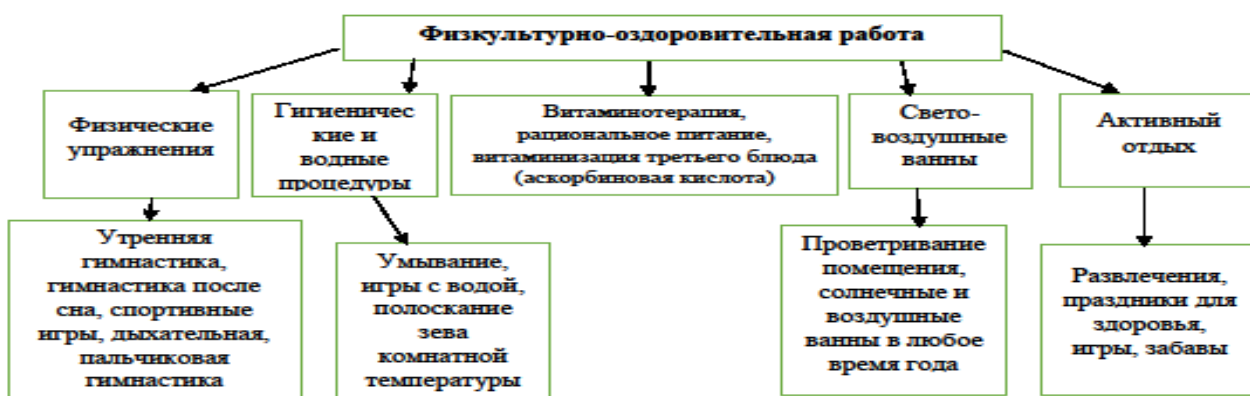 Физкультурно-оздоровительная работа
Физические
упражнения
Гигиеничес
кие и
водные
процедуры
Витаминотерапия,
рациональное питание,
витаминизация третьего блюда
(аскорбиновая кислота)
Свето-
воздушные
ванны
Активный
отдых
Утренняя
гимнастика,
гимнастика после
сна, спортивные
игры, дыхательная,
пальчиковая
гимнастика
Умывание,
игры с водой,
полоскание
зева
комнатной
температуры
Проветривание
помещения,
солнечные и
воздушные
ванны в любое
время года
Развлечения,
праздники для
здоровья,
игры, забавы